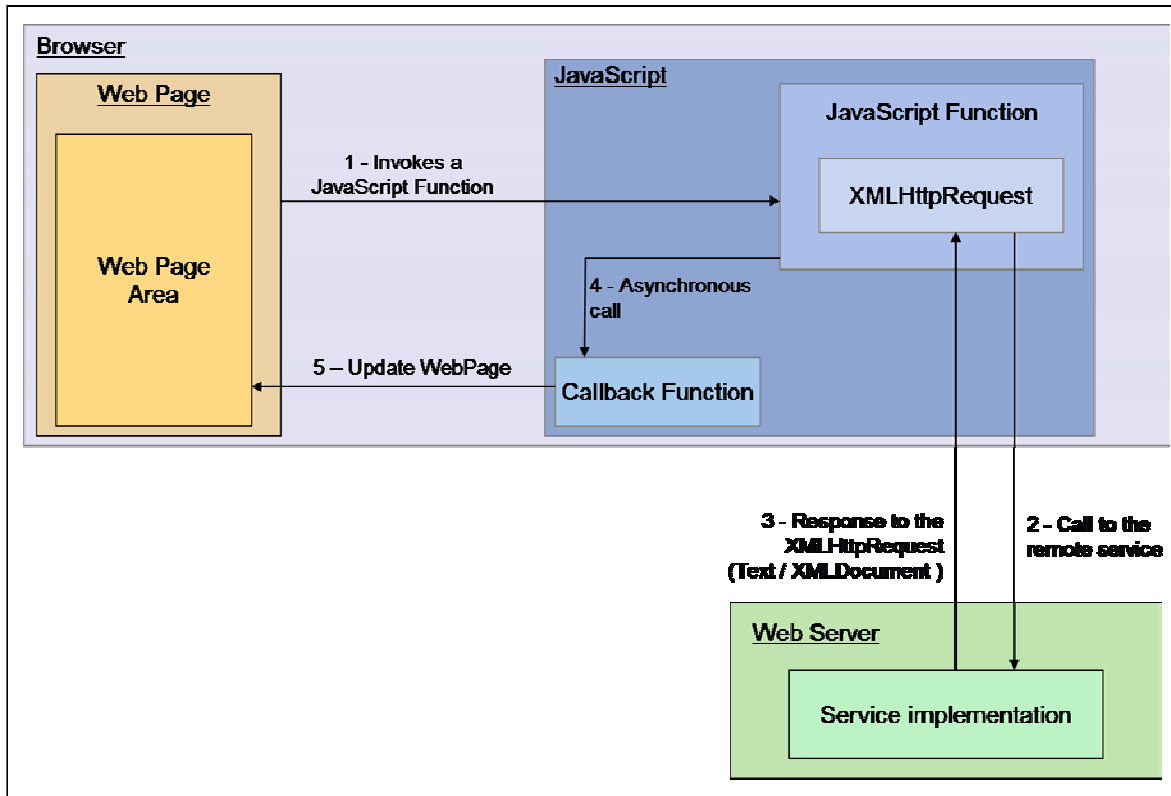 Browser
Web Page
Web Page
Area
1 - Invokes a
JavaScript Function
JavaScript
JavaScript Function
XMLHttpRequest
4 - Asynchronous
call
5 – Update WebPage
Callback Function
3 - Response to the
XMLHttpRequest
(Text / XMLDocument )
2 - Call to the
remote service
Web Server
Service implementation